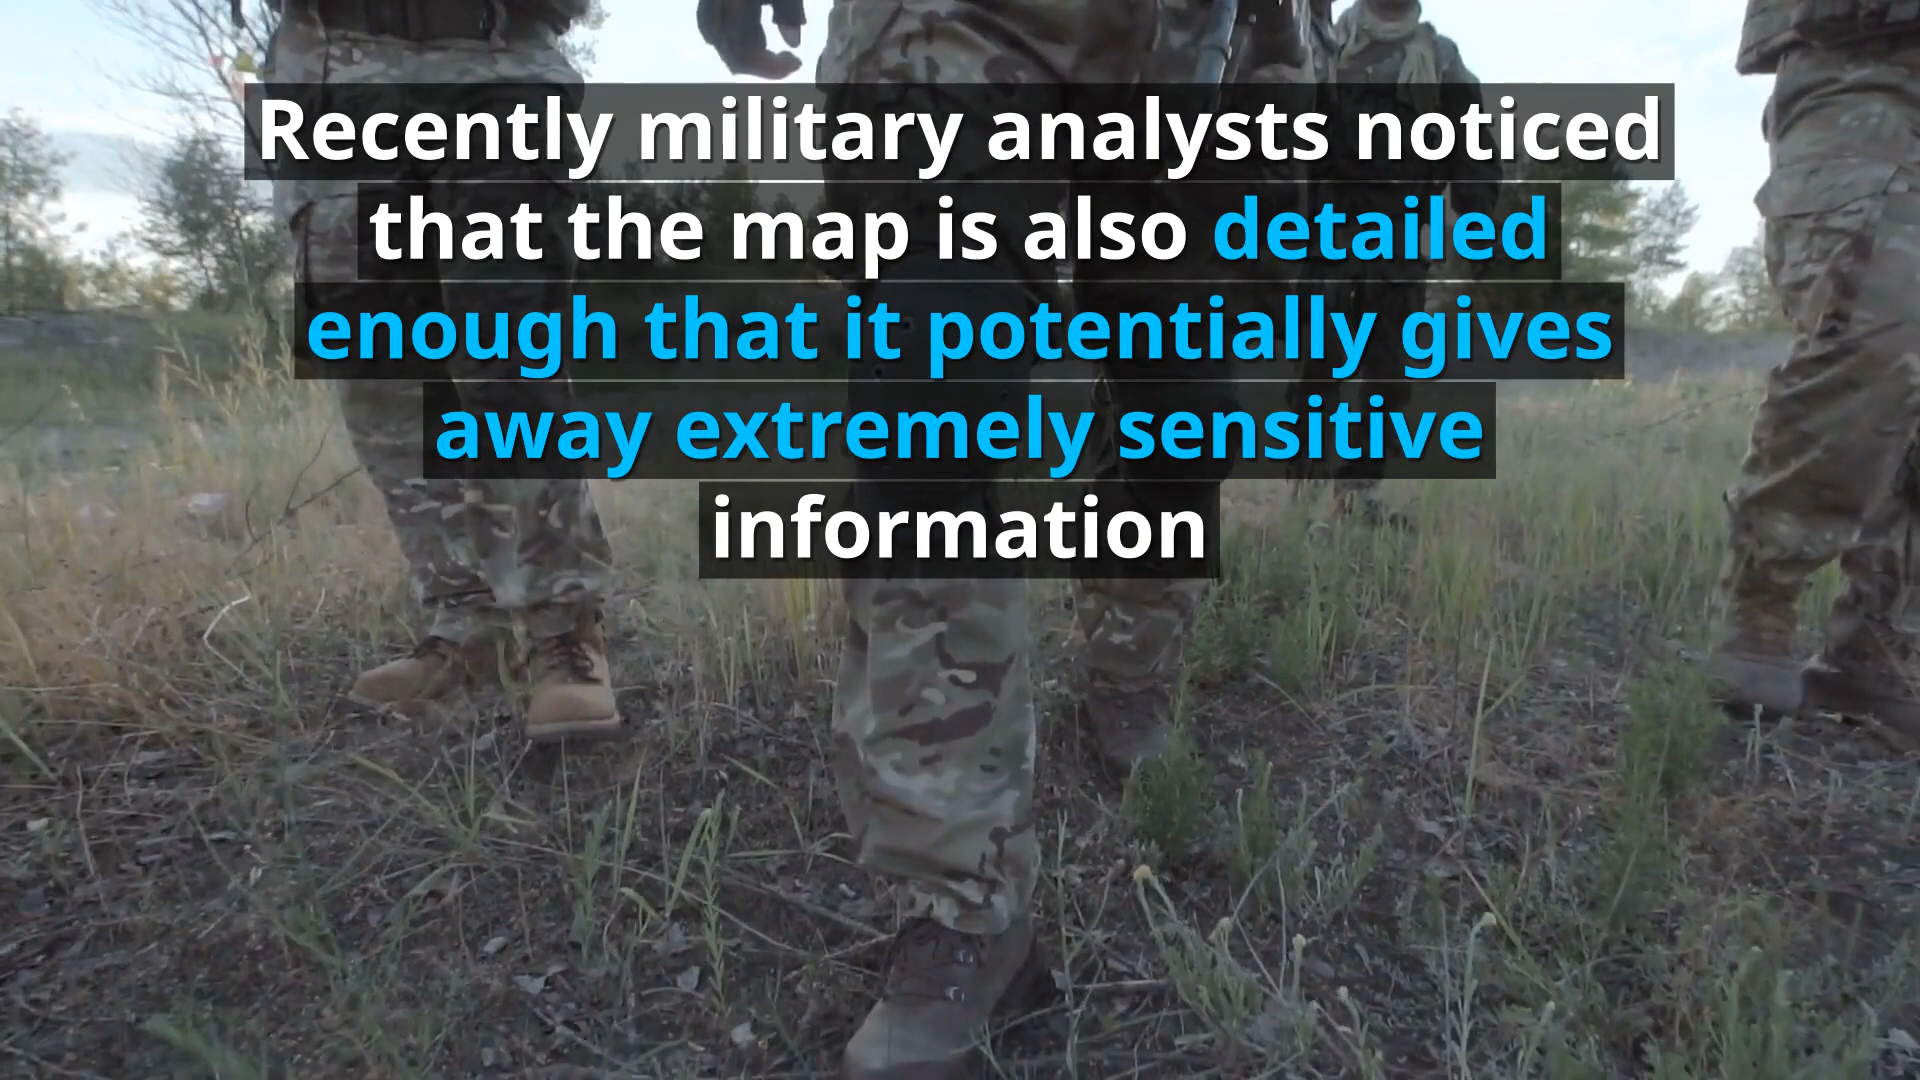 Recently military analysts noticed
that the map is also detailed
enough that it potentially gives
away extremely sensitive
information